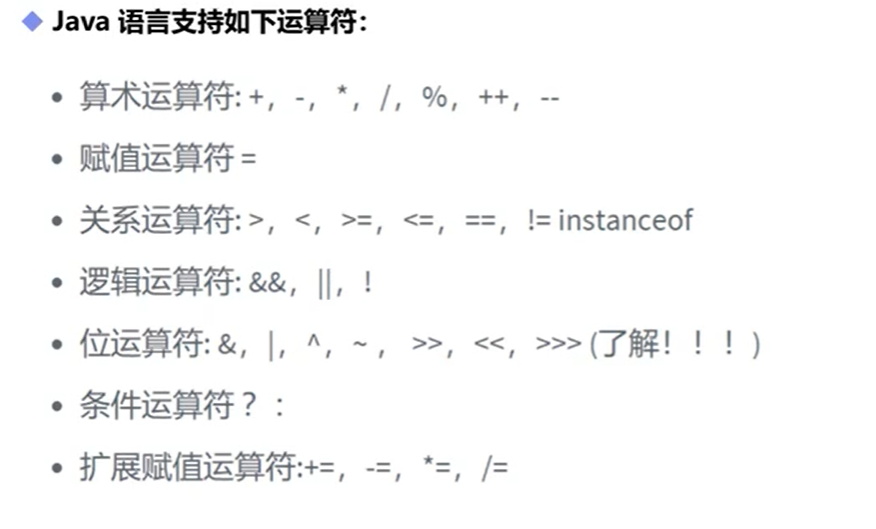 ◆ Java 语言支持如下运算符：
• 算术运算符: +，-，*，/，%，++，--
• 赋值运算符 =
• 关系运算符: >，<，>=，<=，==，!= instanceof
• 逻辑运算符: &&，||，!
• 位运算符: &，|，^，~ ， >>，<<，>>> (了解！！！)
• 条件运算符？：
• 扩展赋值运算符:+=，-=，*=，/=